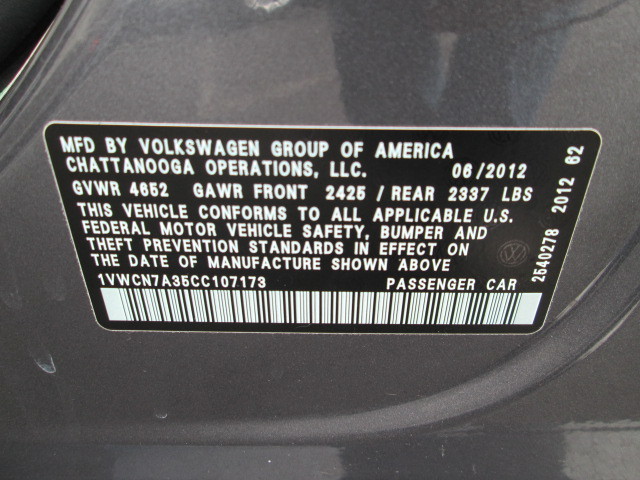 MFD BY VOLKSWAGEN GROUP OF AMERICA
CHATTANOOGA OPERATIONS, LLC. 06/2012
GVWR 4652 GAWR FRONT 2425 / REAR 2337 LBS
THIS VEHICLE CONFORMS TO ALL APPLICABLE U.S.
FEDERAL MOTOR VEHICLE SAFETY, BUMPER AND
THEFT PREVENTION STANDARDS IN EFFECT ON
THE DATE OF MANUFACTURE SHOWN ABOVE.
1VWCN7A35CC107173 PASSENGER CAR
2540278 2012 62